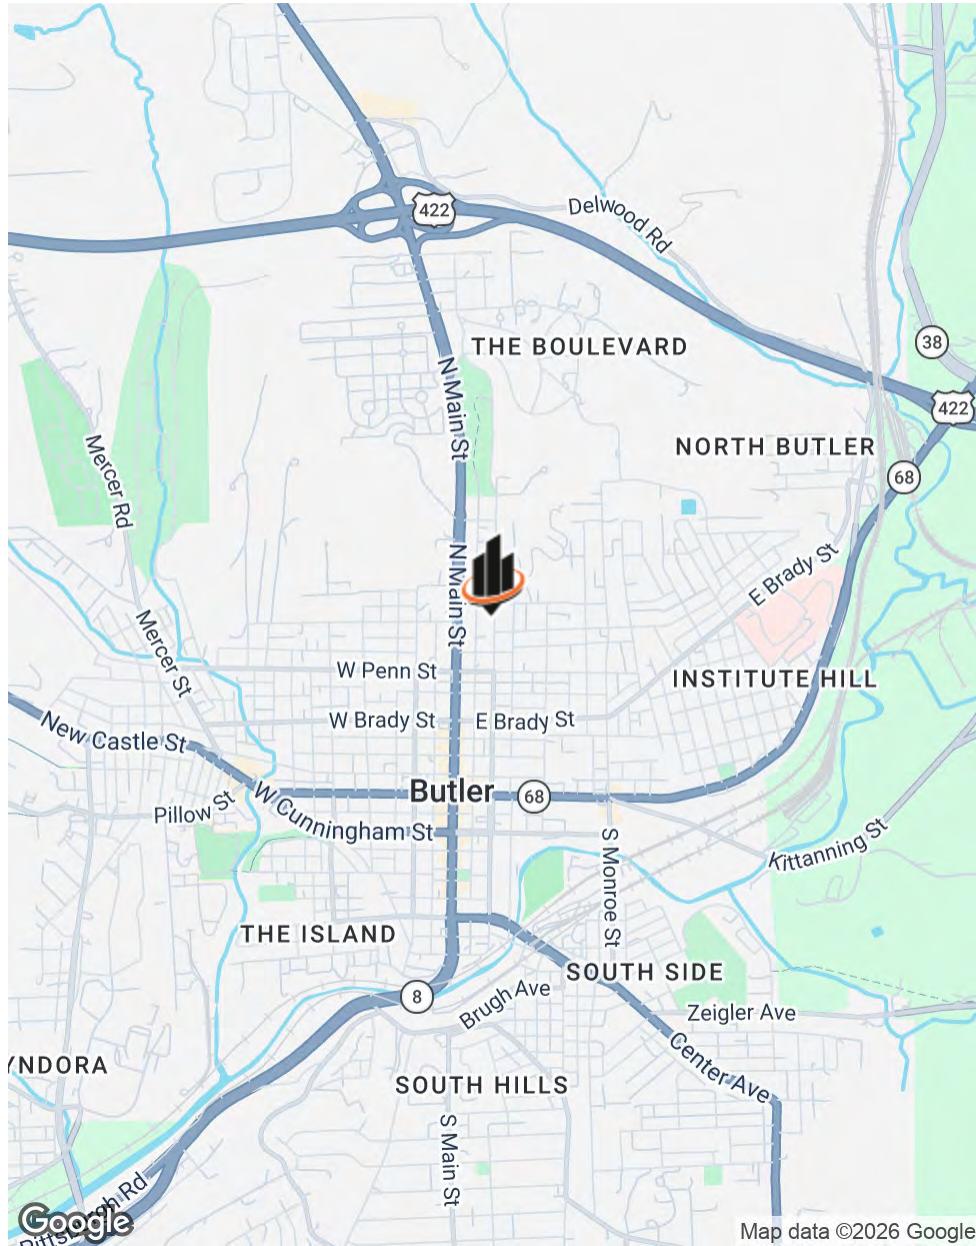 422
Delwood Rd
38
THE BOULEVARD
N Main St
422
NORTH BUTLER
68
Mercer Rd
N Main St
E Brady St
Mercer St
W Penn St
INSTITUTE HILL
W Brady St
E Brady St
New Castle St
Butler
68
Pillow St
W Cunningham St
Kittanning St
S Monroe St
THE ISLAND
SOUTH SIDE
8
Brugh Ave
Zeigler Ave
YNDORA
Center Ave
SOUTH HILLS
S Main St
Pittsburgh Rd
Google
Map data ©2026 Google